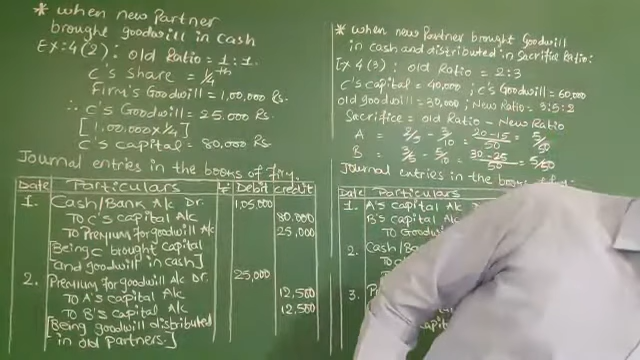 * when new Partner
brought goodwill in cash
Ex:4(2): old Ratio = 1:1.
C's share = 1/4th
Firm's Goodwill = 1,00,000 Rs.
∴ C's Goodwill = 25.000 Rs.
[1.00.000 x 1/4]
C's capital = 80,000 Rs.
Journal entries in the books of firm.
Date Particulars L.F Debit credit
1. Cash/Bank A/c Dr. 1,05,000
To C's capital A/c 80,000
To Premium for goodwill A/c 25,000
[Being C brought capital
and goodwill in cash]
2. Premium for goodwill A/c Dr. 25,000
To A's capital A/c 12,500
To B's capital A/c 12,500
[Being goodwill distributed
in old Partners.]
* when new Partner brought Goodwill
in cash and distributed in Sacrifice Ratio:
Ex 4(3): old Ratio = 2:3
C's capital = 40,000 ; C's Goodwill = 60,000
old goodwill = 30,000 ; New Ratio = 3:5:2
Sacrifice = old Ratio - New Ratio
A = 2/5 - 3/10 = 20-15/50 = 5/50
B = 3/5 - 5/10 = 30-25/50 = 5/50
Journal entries in the books
Date Particulars
1. A's capital A/c
B's capital A/c
To Goodw
2. Cash/Ba
To
3. P